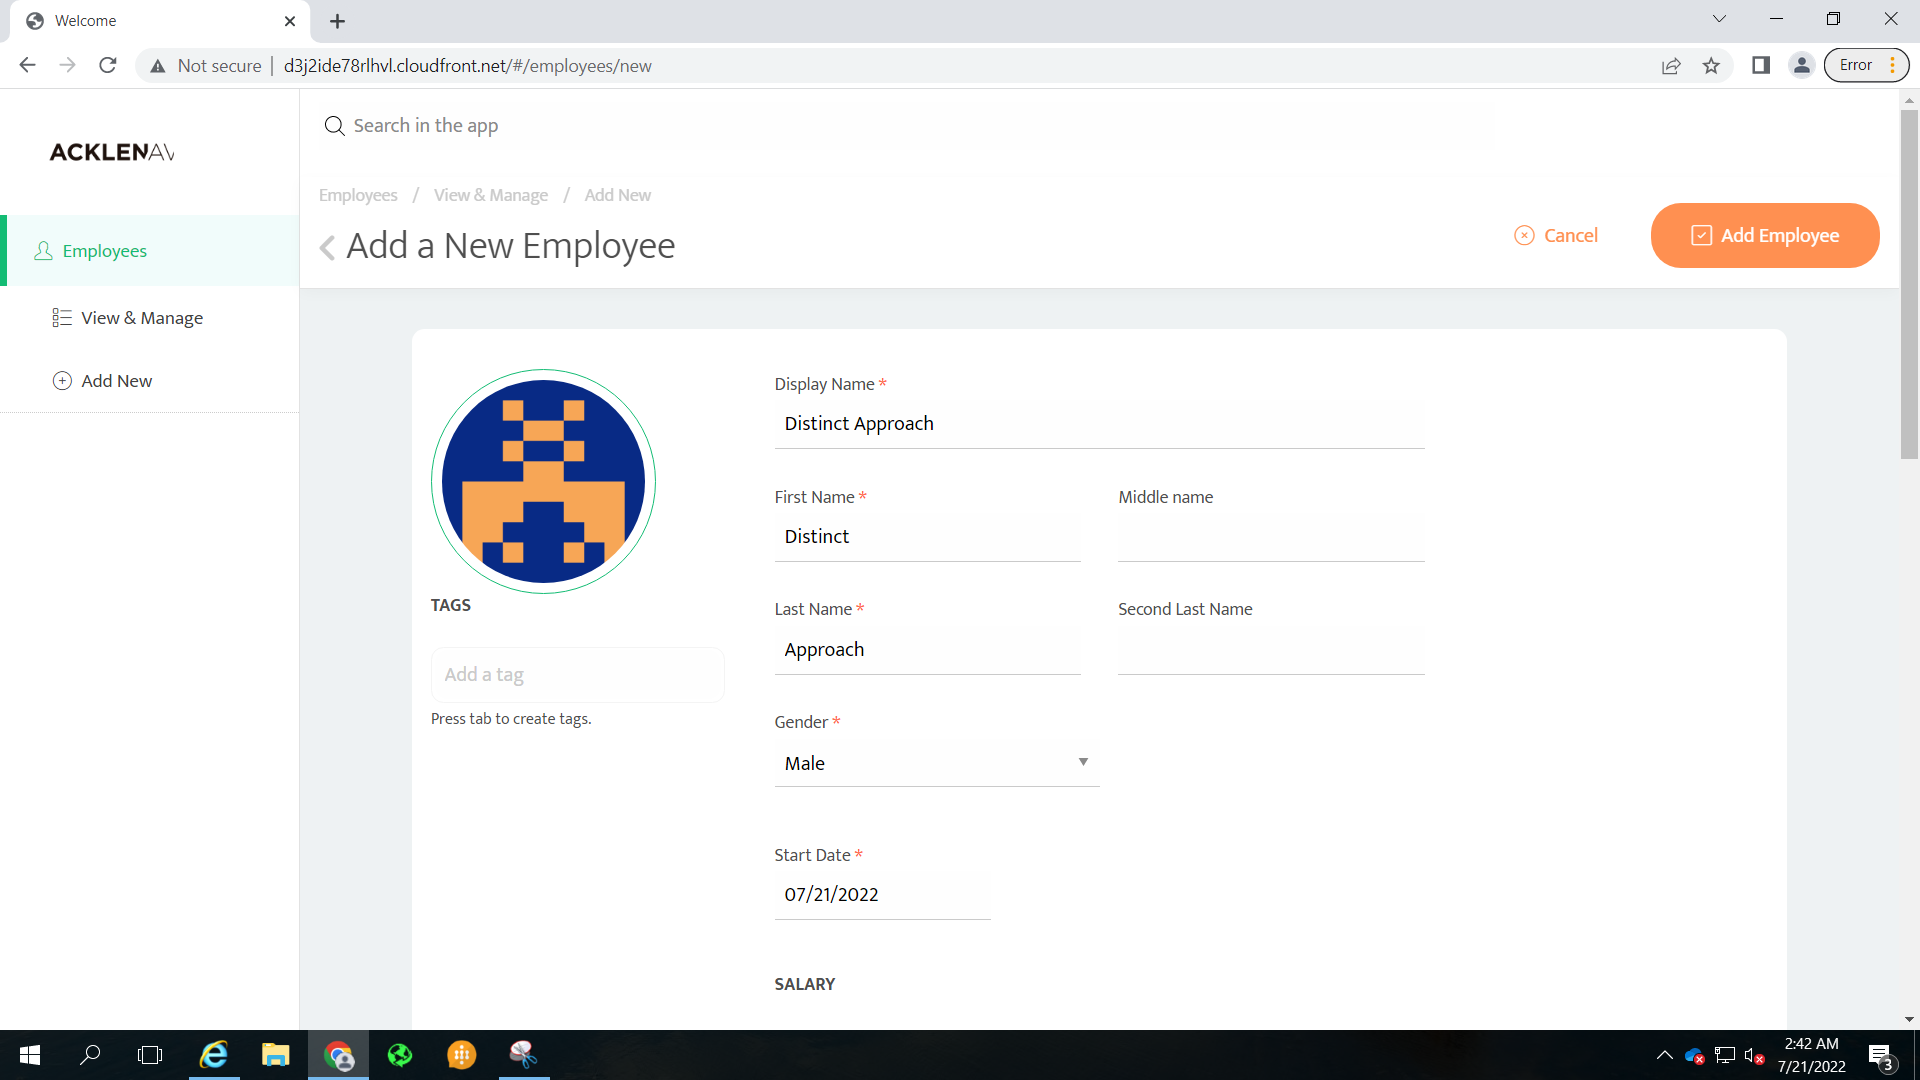 Welcome
Not secure
d3j2ide78rlhvl.cloudfront.net/#/employees/new
Error
ACKLENAV
Search in the app
Employees / View & Manage / Add New
Add a New Employee
Cancel
Add Employee
Employees
View & Manage
Add New
Display Name *
Distinct Approach
First Name *
Distinct
Middle name
Last Name *
Approach
Second Last Name
TAGS
Add a tag
Press tab to create tags.
Gender *
Male
Start Date *
07/21/2022
SALARY
2:42 AM
7/21/2022
3